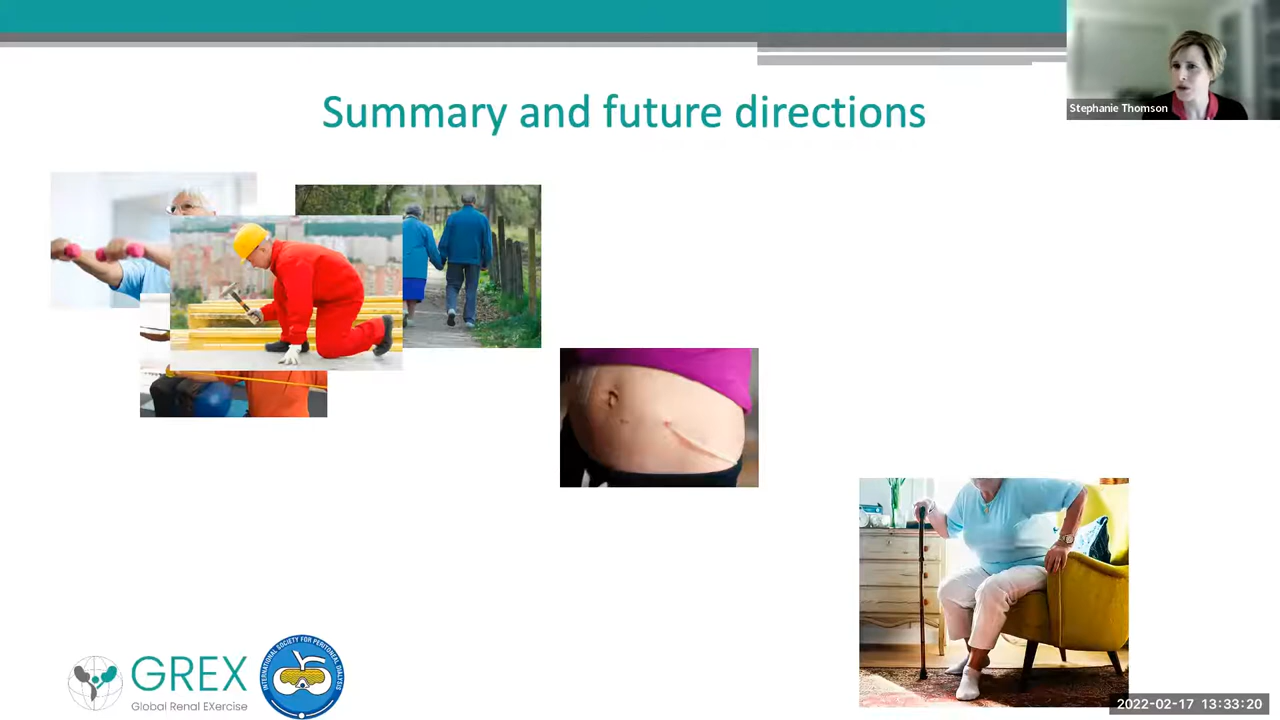 Summary and future directions
Stephanie Thomson
GREX
Global Renal EXercise
INTERNATIONAL SOCIETY FOR PERITONEAL DIALYSIS
2022-02-17 13:33:20